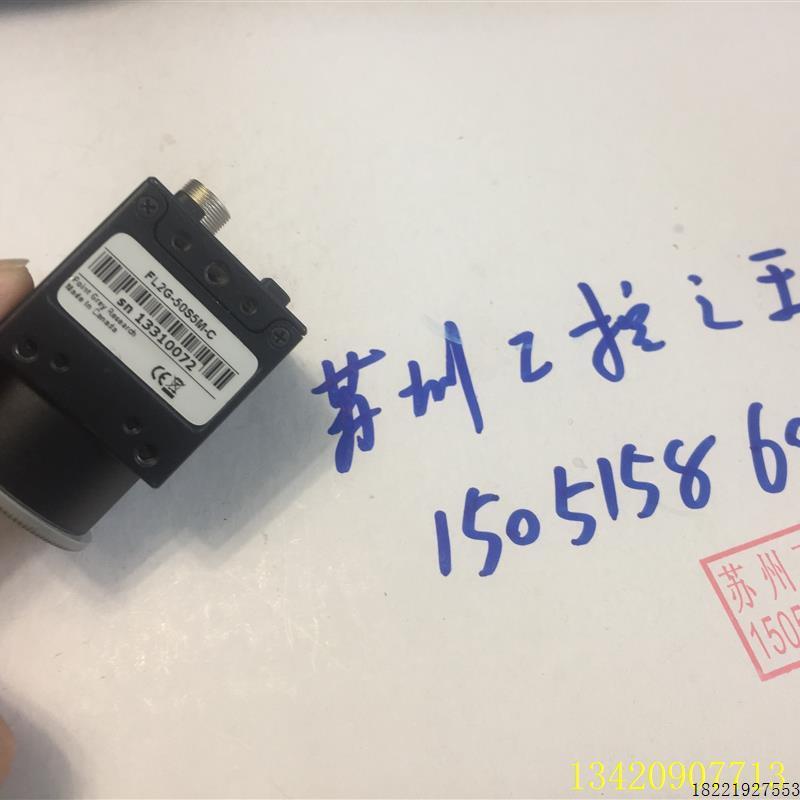 FL2G-50S5M-C
Point Grey Research
Made in Canada
sn 13310072
CE
苏州工控之王
1505158 6
苏州
150
13420907713
18221927553